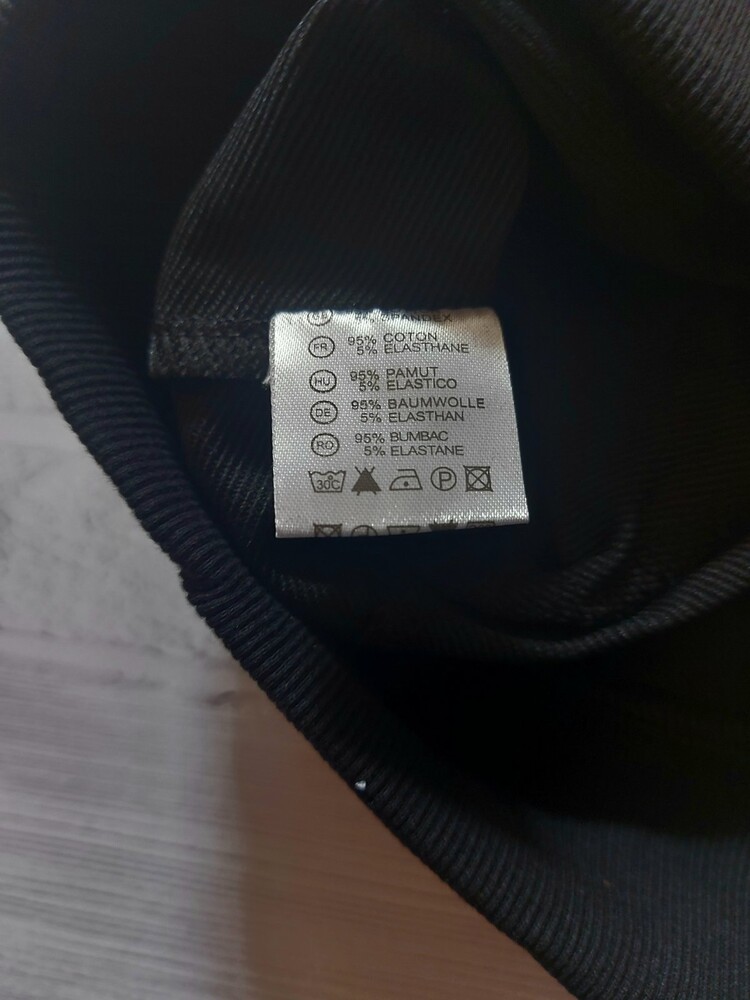 SPANDEX
FR 95% COTON
5% ELASTHANE
HU 95% PAMUT
5% ELASTICO
DE 95% BAUMWOLLE
5% ELASTHAN
RO 95% BUMBAC
5% ELASTANE
30C P